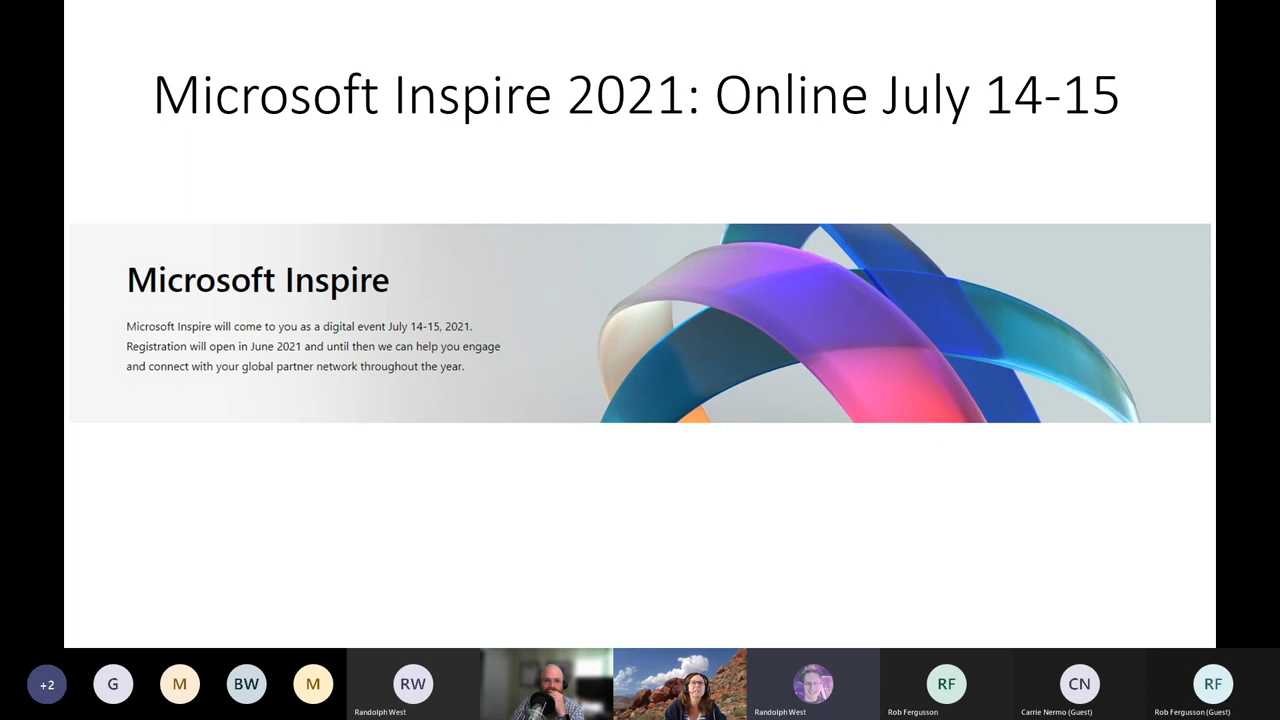 Microsoft Inspire 2021: Online July 14-15
Microsoft Inspire
Microsoft Inspire will come to you as a digital event July 14-15, 2021.
Registration will open in June 2021 and until then we can help you engage
and connect with your global partner network throughout the year.
+2
G
M
BW
M
RW
Randolph West
Randolph West
RF
Rob Fergusson
CN
Carrie Nermo (Guest)
RF
Rob Fergusson (Guest)